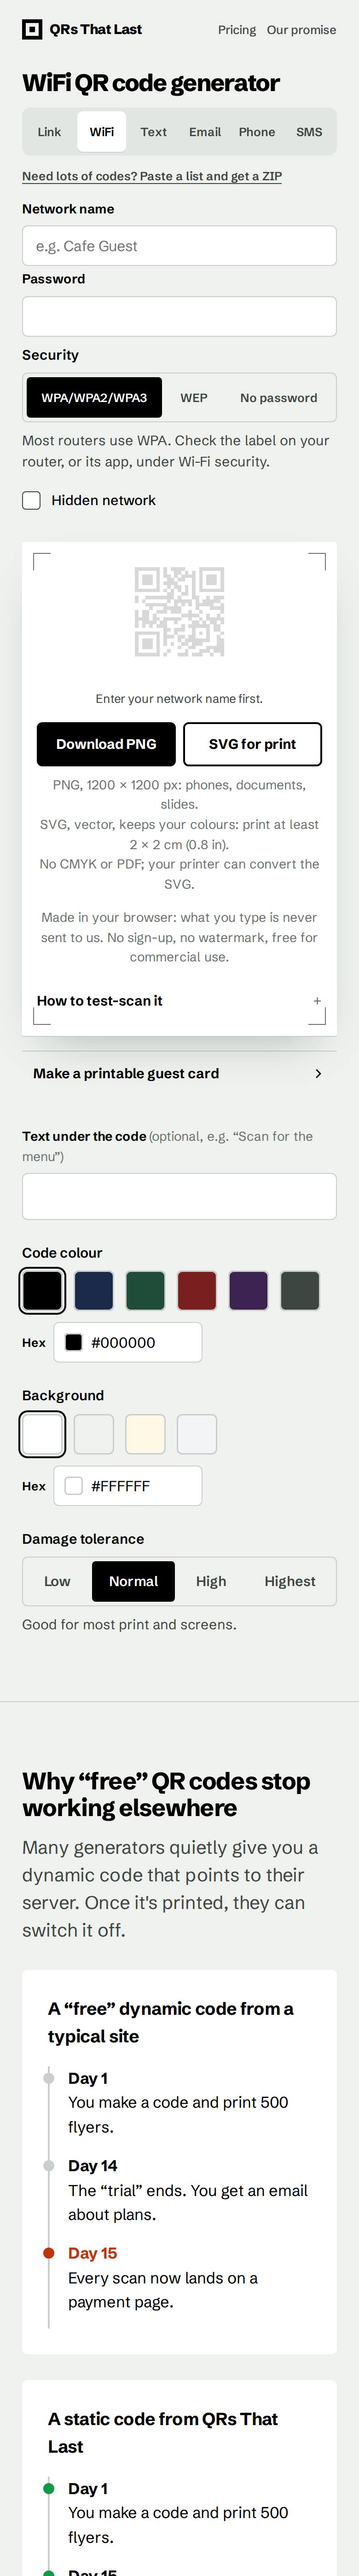 QRs That Last
Pricing Our promise
WiFi QR code generator
Link WiFi Text Email Phone SMS
Need lots of codes? Paste a list and get a ZIP
Network name
e.g. Cafe Guest
Password
Security
WPA/WPA2/WPA3 WEP No password
Most routers use WPA. Check the label on your
router, or its app, under Wi-Fi security.
Hidden network
Enter your network name first.
Download PNG SVG for print
PNG, 1200 × 1200 px: phones, documents,
slides.
SVG, vector, keeps your colours: print at least
2 × 2 cm (0.8 in).
No CMYK or PDF; your printer can convert the
SVG.
Made in your browser: what you type is never
sent to us. No sign-up, no watermark, free for
commercial use.
How to test-scan it +
Make a printable guest card
Text under the code (optional, e.g. “Scan for the
menu”)
Code colour
Hex #000000
Background
Hex #FFFFFF
Damage tolerance
Low Normal High Highest
Good for most print and screens.
Why “free” QR codes stop
working elsewhere
Many generators quietly give you a
dynamic code that points to their
server. Once it's printed, they can
switch it off.
A “free” dynamic code from a
typical site
Day 1
You make a code and print 500
flyers.
Day 14
The “trial” ends. You get an email
about plans.
Day 15
Every scan now lands on a
payment page.
A static code from QRs That
Last
Day 1
You make a code and print 500
flyers.
Day 15